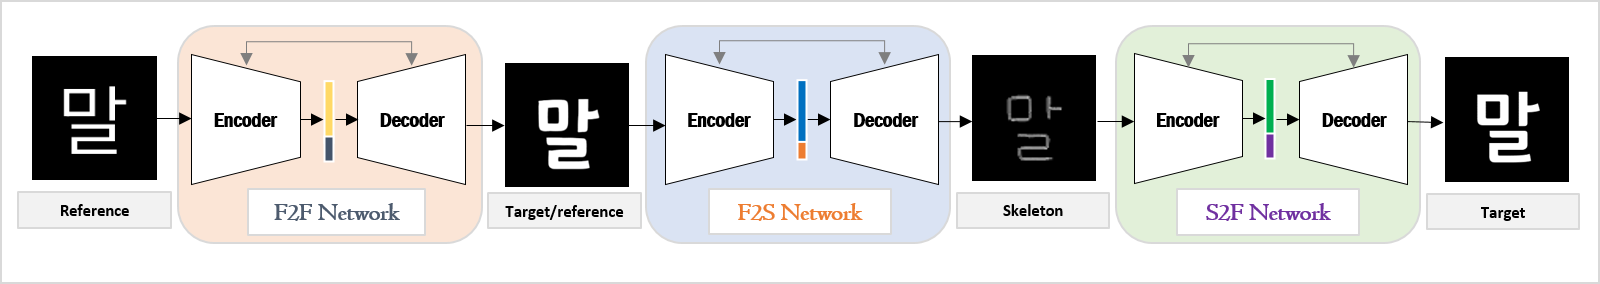 말
Reference
Encoder
Decoder
F2F Network
말
Target/reference
Encoder
Decoder
F2S Network
말
Skeleton
Encoder
Decoder
S2F Network
말
Target